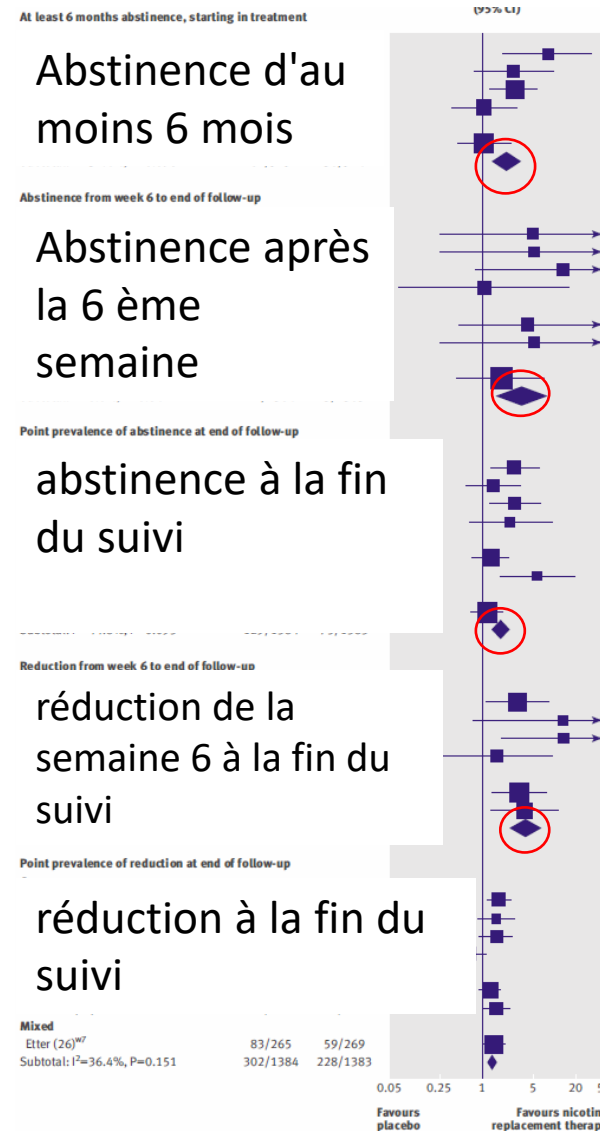 At least 6 months abstinence, starting in treatment
(95% CI)
Abstinence d'au
moins 6 mois
Abstinence from week 6 to end of follow-up
Abstinence après
la 6 ème
semaine
Point prevalence of abstinence at end of follow-up
abstinence à la fin
du suivi
Reduction from week 6 to end of follow-up
réduction de la
semaine 6 à la fin du
suivi
Point prevalence of reduction at end of follow-up
réduction à la fin du
suivi
Mixed
Etter (26)w7 83/265 59/269
Subtotal: I²=36.4%, P=0.151 302/1384 228/1383
0.05 0.25 1 5 20
Favours Favours
placebo replacement